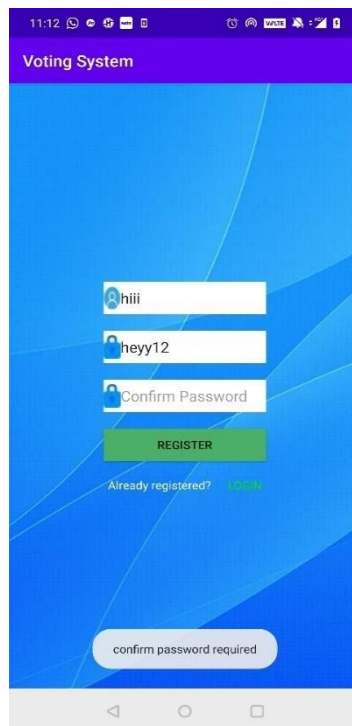 11:12
Voting System
hiii
heyy12
Confirm Password
REGISTER
Already registered? LOGIN
confirm password required